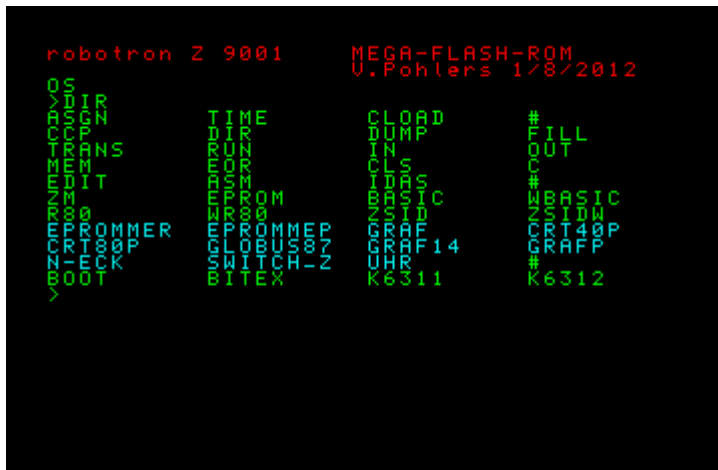 robotron Z 9001 MEGA-FLASH-ROM
V.Pohlers 1/8/2012
OS
>DIR
ASGN TIME CLOAD #
CCP DIR DUMP FILL
TRANS RUN IN OUT
MEM EOR CLS C
EDIT ASM IDAS #
ZM EPROM BASIC WBASIC
R80 WR80 ZSID ZSIDW
EPROMMER EPROMMEP GRAF CRT40P
CRT80P GLOBUS87 GRAF14 GRAFP
N-ECK SWITCH-Z UHR #
BOOT BITEX K6311 K6312
>